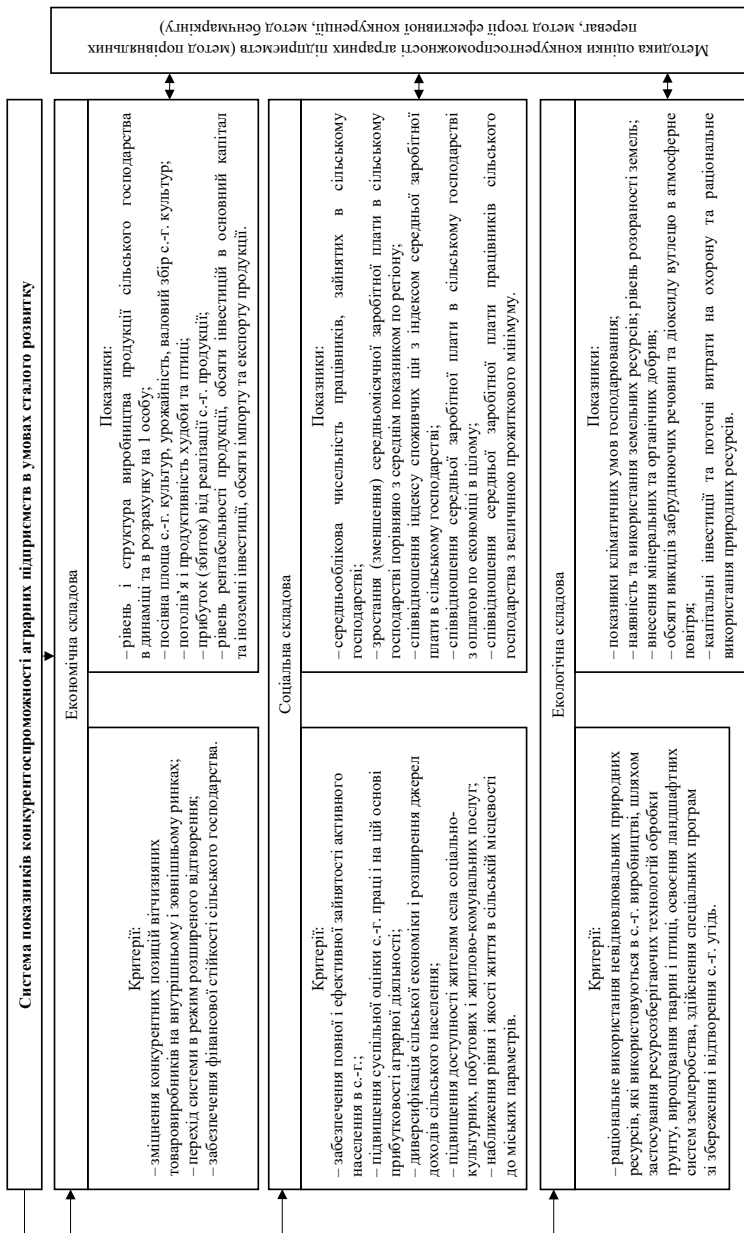 Система показників конкурентоспроможності аграрних підприємств в умовах сталого розвитку
Економічна складова
Критерії:
– зміцнення конкурентних позицій вітчизняних
товаровиробників на внутрішньому і зовнішньому ринках;
– перехід системи в режим розширеного відтворення;
– забезпечення фінансової стійкості сільського господарства.
Показники:
– рівень і структура виробництва продукції сільського господарства
в динаміці та в розрахунку на 1 особу;
– посівна площа с.-г. культур, урожайність, валовий збір с.-г. культур;
– поголів'я і продуктивність худоби та птиці;
– прибуток (збиток) від реалізації с.-г. продукції;
– рівень рентабельності продукції, обсяги інвестицій в основний капітал
та іноземні інвестиції, обсяги імпорту та експорту продукції.
Соціальна складова
Критерії:
– забезпечення повної і ефективної зайнятості активного
населення в с.-г.;
– підвищення суспільної оцінки с.-г. праці і на цій основі
прибутковості аграрної діяльності;
– диверсифікація сільської економіки і розширення джерел
доходів сільського населення;
– підвищення доступності жителям села соціально-
культурних, побутових і житлово-комунальних послуг;
– наближення рівня і якості життя в сільській місцевості
до міських параметрів.
Показники:
– середньооблікова чисельність працівників, зайнятих в сільському
господарстві;
– зростання (зменшення) середньомісячної заробітної плати в сільському
господарстві порівняно з середнім показником по регіону;
– співвідношення індексу споживчих цін з індексом середньої заробітної
плати в сільському господарстві;
– співвідношення середньої заробітної плати в сільському господарстві
з оплатою по економіці в цілому;
– співвідношення середньої заробітної плати працівників сільського
господарства з величиною прожиткового мінімуму.
Екологічна складова
Критерії:
– раціональне використання невідновлювальних природних
ресурсів, які використовуються в с.-г. виробництві, шляхом
застосування ресурсозберігаючих технологій обробки
ґрунту, вирощування тварин і птиці, освоєння ландшафтних
систем землеробства, здійснення спеціальних програм
зі збереження і відтворення с.-г. угідь.
Показники:
– показники кліматичних умов господарювання;
– наявність та використання земельних ресурсів; рівень розораності земель;
– внесення мінеральних та органічних добрив;
– обсяги викидів забруднюючих речовин та діоксиду вуглецю в атмосферне
повітря;
– капітальні інвестиції та поточні витрати на охорону та раціональне
використання природних ресурсів.
Методика оцінки конкурентоспроможності аграрних підприємств (метод порівняльних
переваг, метод теорії ефективної конкуренції, метод бенчмаркінгу)